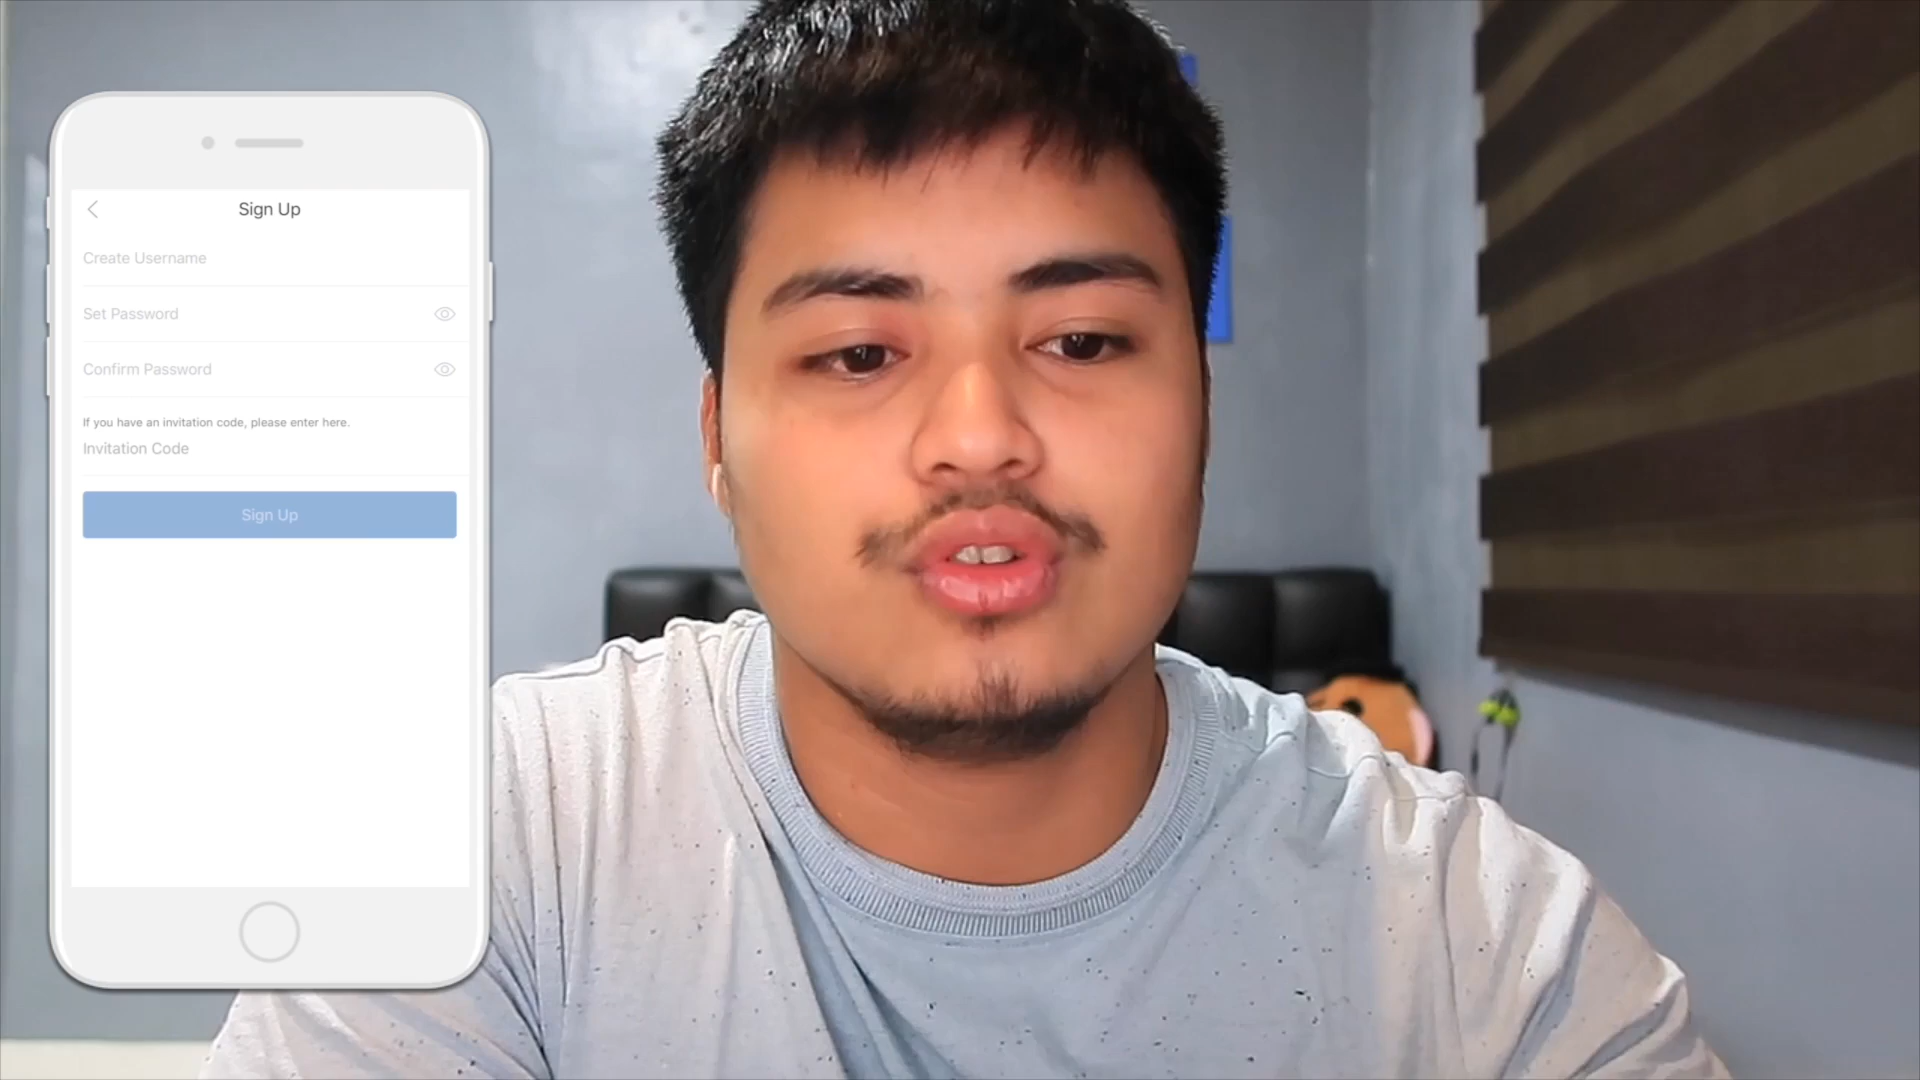 Sign Up
Create Username
Set Password
Confirm Password
If you have an invitation code, please enter here.
Invitation Code
Sign Up